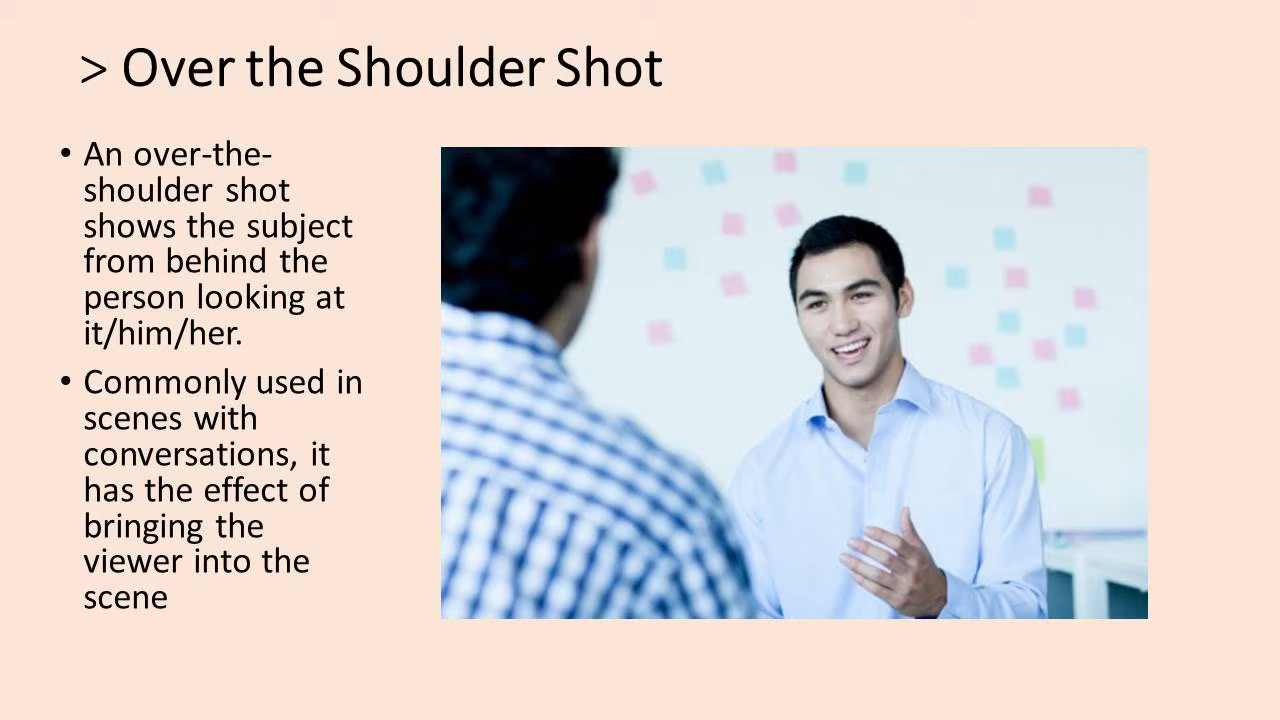 > Over the Shoulder Shot
• An over-the-
shoulder shot
shows the subject
from behind the
person looking at
it/him/her.
• Commonly used in
scenes with
conversations, it
has the effect of
bringing the
viewer into the
scene